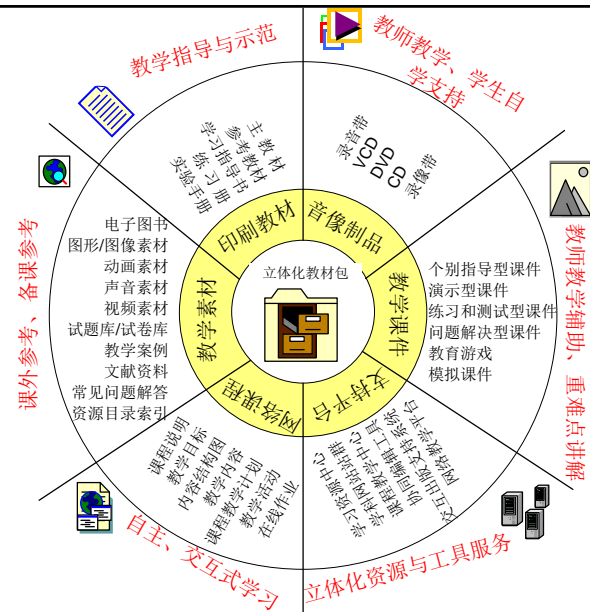 教学指导与示范
教师教学、学生自
学支持
主教材
参考教材
学习指导书
练习册
实验手册
录音带
VCD
DVD
CD
录像带
印刷教材
音像制品
教学素材
教学课件
网络课程
支持平台
立体化教材包
电子图书
图形/图像素材
动画素材
声音素材
视频素材
试题库/试卷库
教学案例
文献资料
常见问题解答
资源目录索引
个别指导型课件
演示型课件
练习和测试型课件
问题解决型课件
教育游戏
模拟课件
课程说明
教学目标
内容结构图
教学内容
课程教学计划
教学活动
在线作业
学习资源中心
学科网站群
课程教学中心
协同编辑工具
交互出版支持系统
网络教学平台
课外参考、备课参考
教师教学辅助、重难点讲解
自主、交互式学习
立体化资源与工具服务